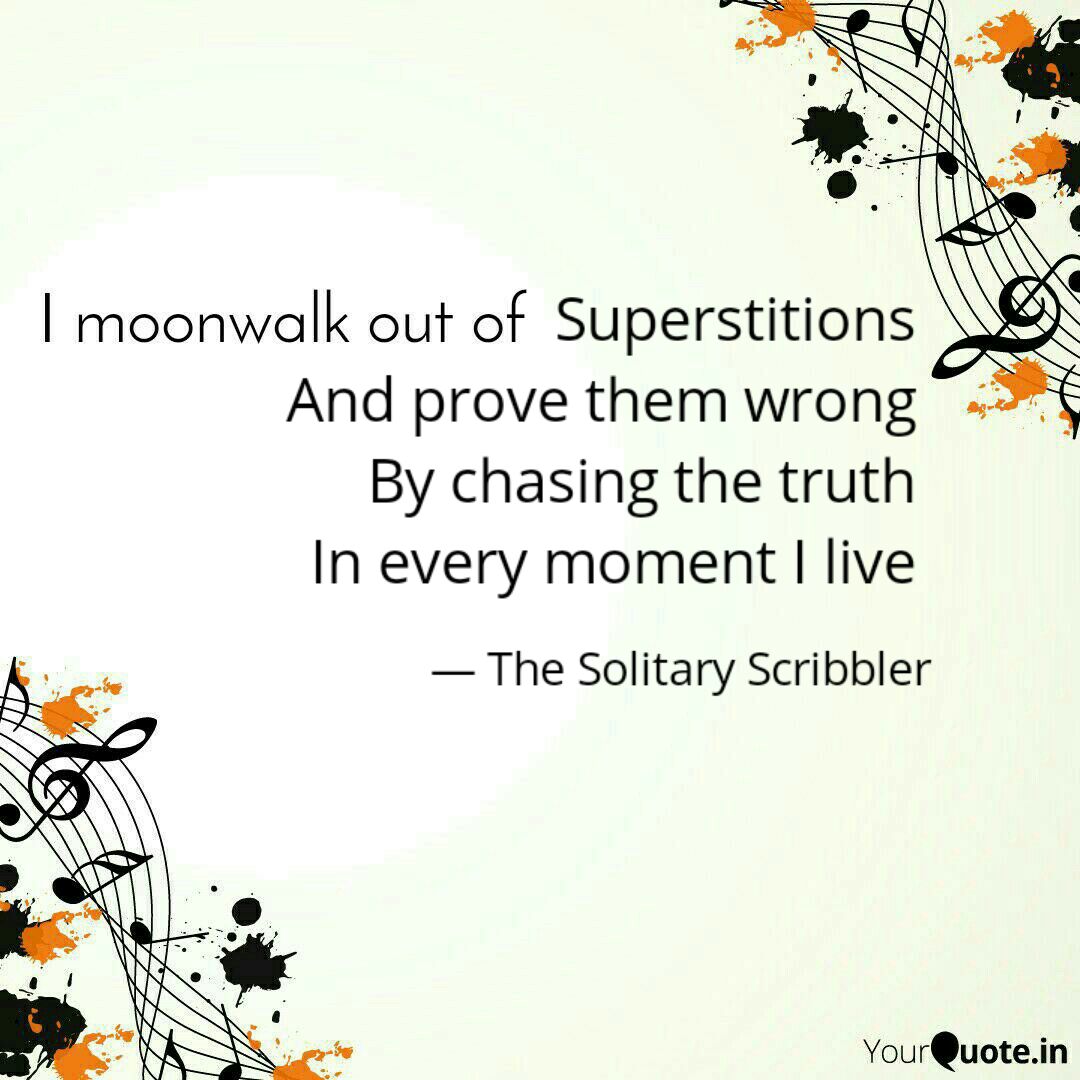 I moonwalk out of Superstitions
And prove them wrong
By chasing the truth
In every moment I live
— The Solitary Scribbler
YourQuote.in